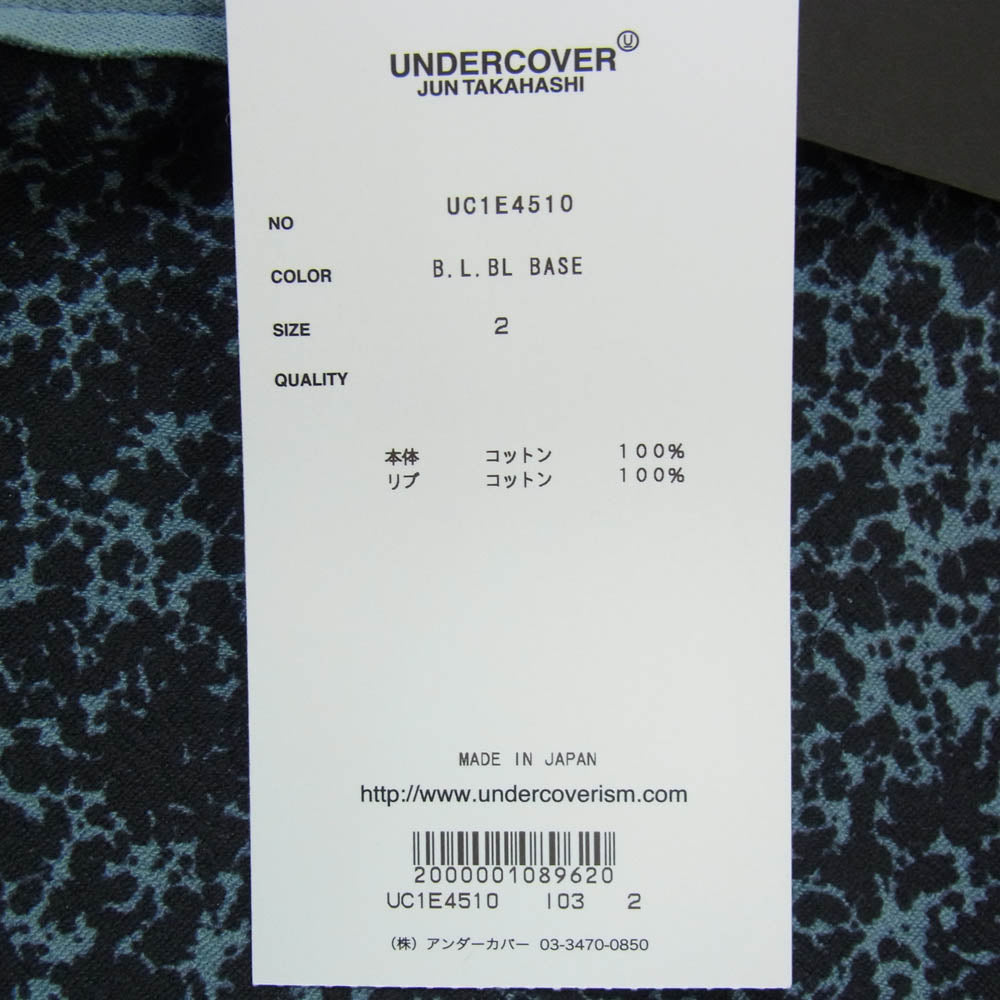 UNDERCOVER Ⓤ
JUN TAKAHASHI
NO UC1E4510
COLOR B.L.BL BASE
SIZE 2
QUALITY
本体 コットン 100%
リブ コットン 100%
MADE IN JAPAN
http://www.undercoverism.com
2000001089620
UC1E4510 103 2
（株）アンダーカバー 03-3470-0850